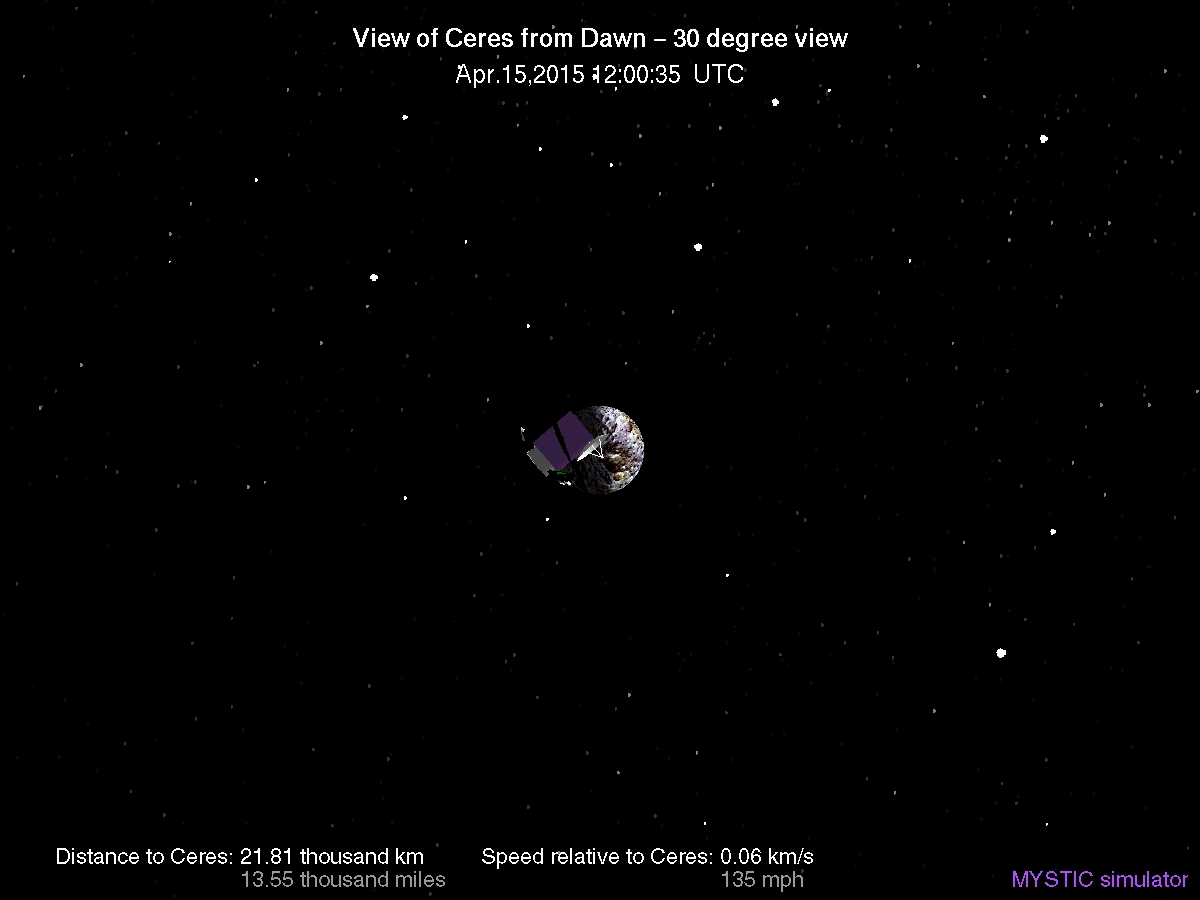 View of Ceres from Dawn – 30 degree view
Apr.15,2015 12:00:35 UTC
Distance to Ceres: 21.81 thousand km
13.55 thousand miles
Speed relative to Ceres: 0.06 km/s
135 mph
MYSTIC simulator